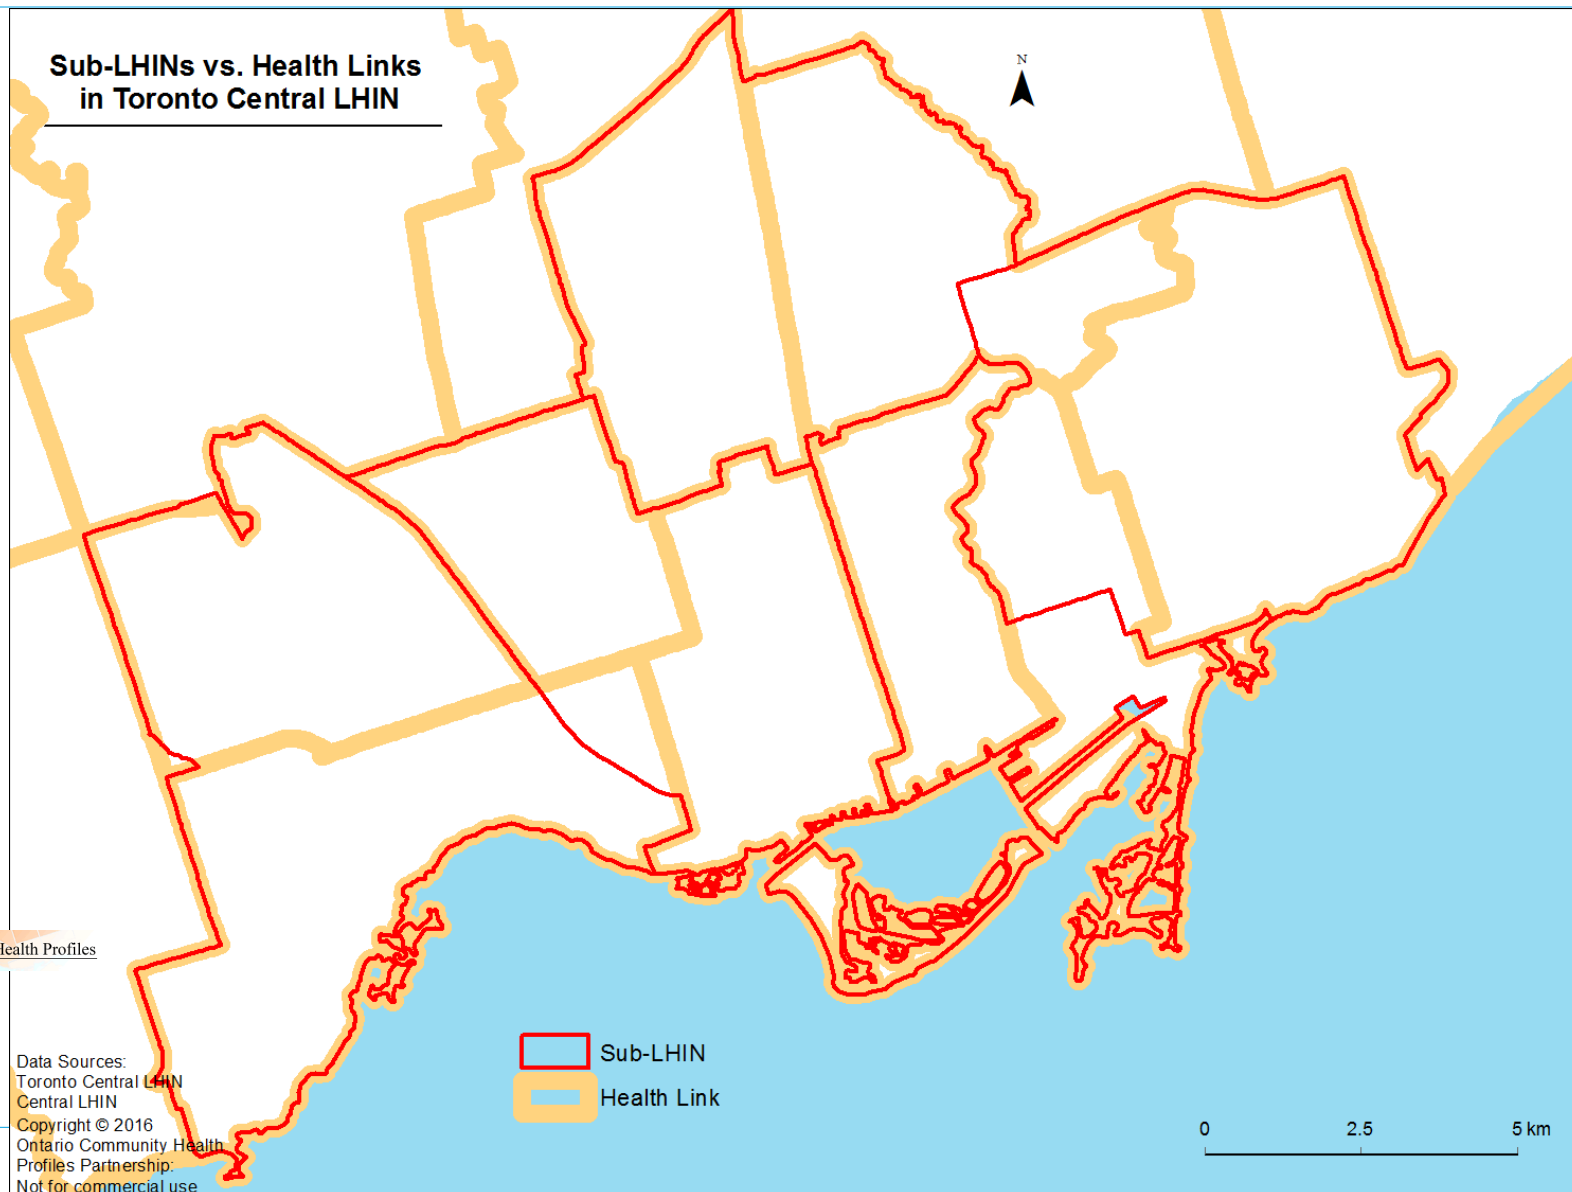 Sub-LHINs vs. Health Links
in Toronto Central LHIN
N
Health Profiles
Sub-LHIN
Health Link
Data Sources:
Toronto Central LHIN
Central LHIN
Copyright © 2016
Ontario Community Health
Profiles Partnership:
Not for commercial use
0 2.5 5 km